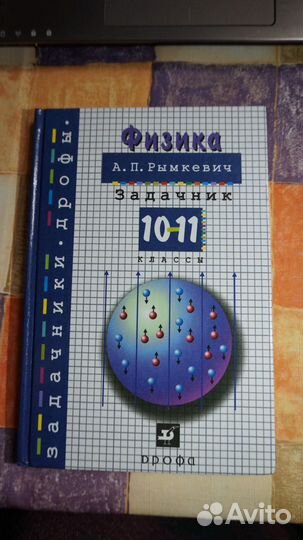 задачники · дрофы ·
Физика
А. П. Рымкевич
Задачник
10-11
классы
дрофа
Avito